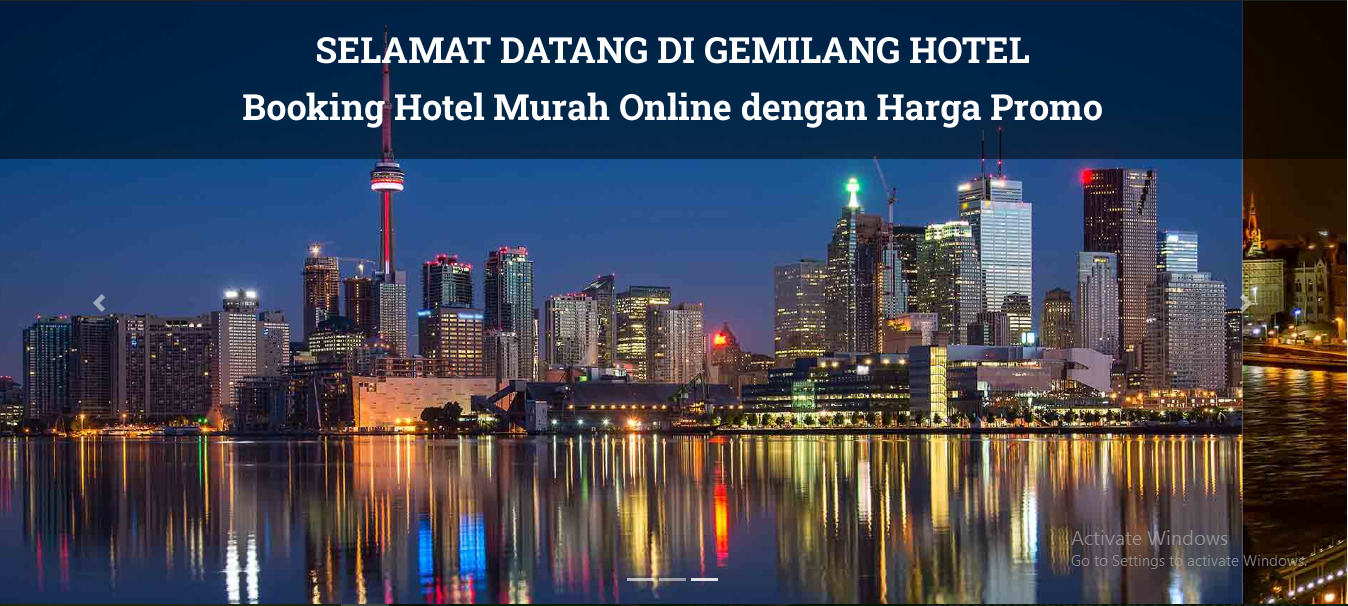 SELAMAT DATANG DI GEMILANG HOTEL
Booking Hotel Murah Online dengan Harga Promo
Activate Windows
Go to Settings to activate Windows.